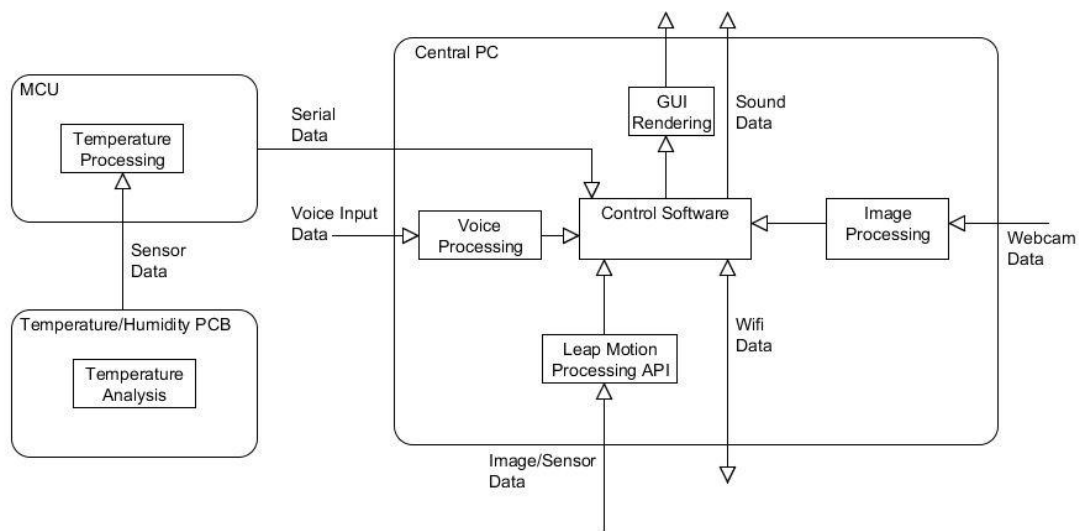 Central PC
MCU
Temperature
Processing
Serial
Data
GUI
Rendering
Sound
Data
Voice Input
Data
Voice
Processing
Control Software
Image
Processing
Webcam
Data
Sensor
Data
Temperature/Humidity PCB
Temperature
Analysis
Leap Motion
Processing API
Wifi
Data
Image/Sensor
Data